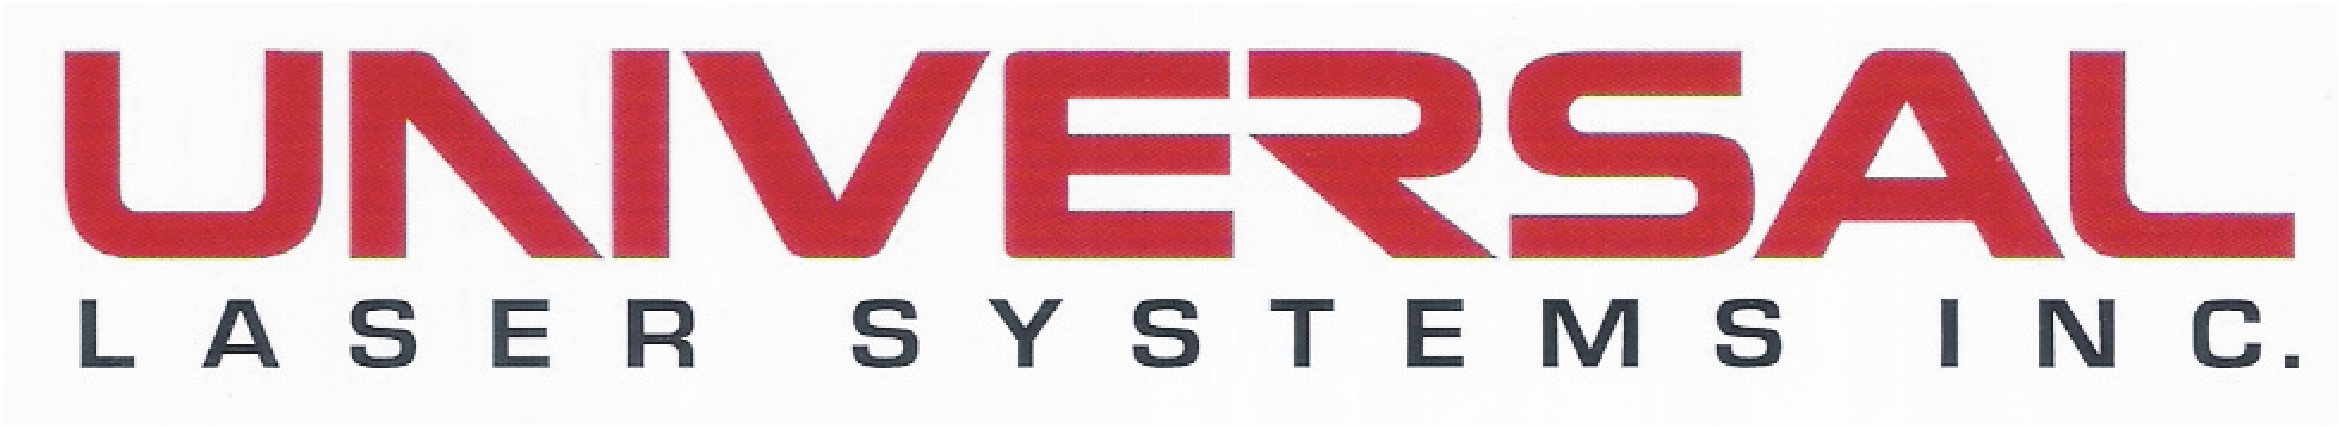 UNIVERSAL
LASER SYSTEMS INC.